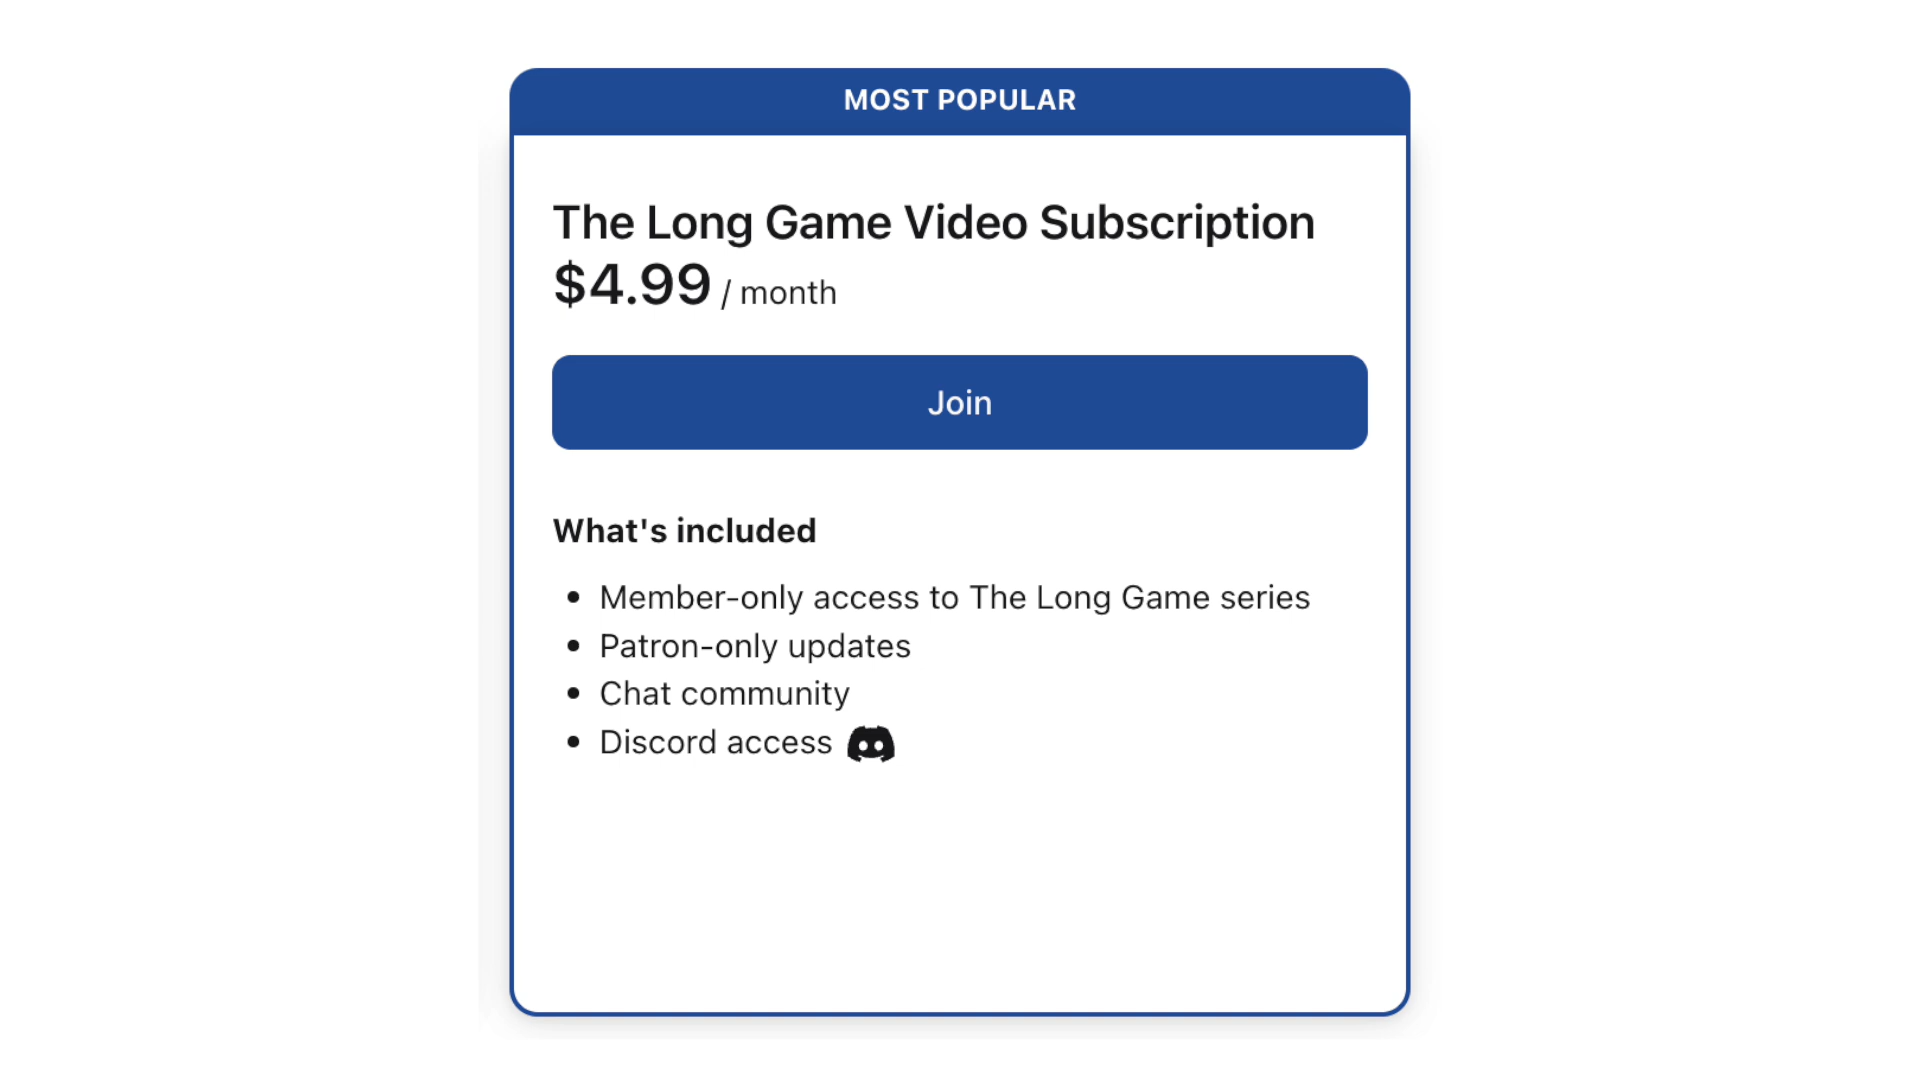 MOST POPULAR
The Long Game Video Subscription
$4.99 / month
Join
What's included
• Member-only access to The Long Game series
• Patron-only updates
• Chat community
• Discord access